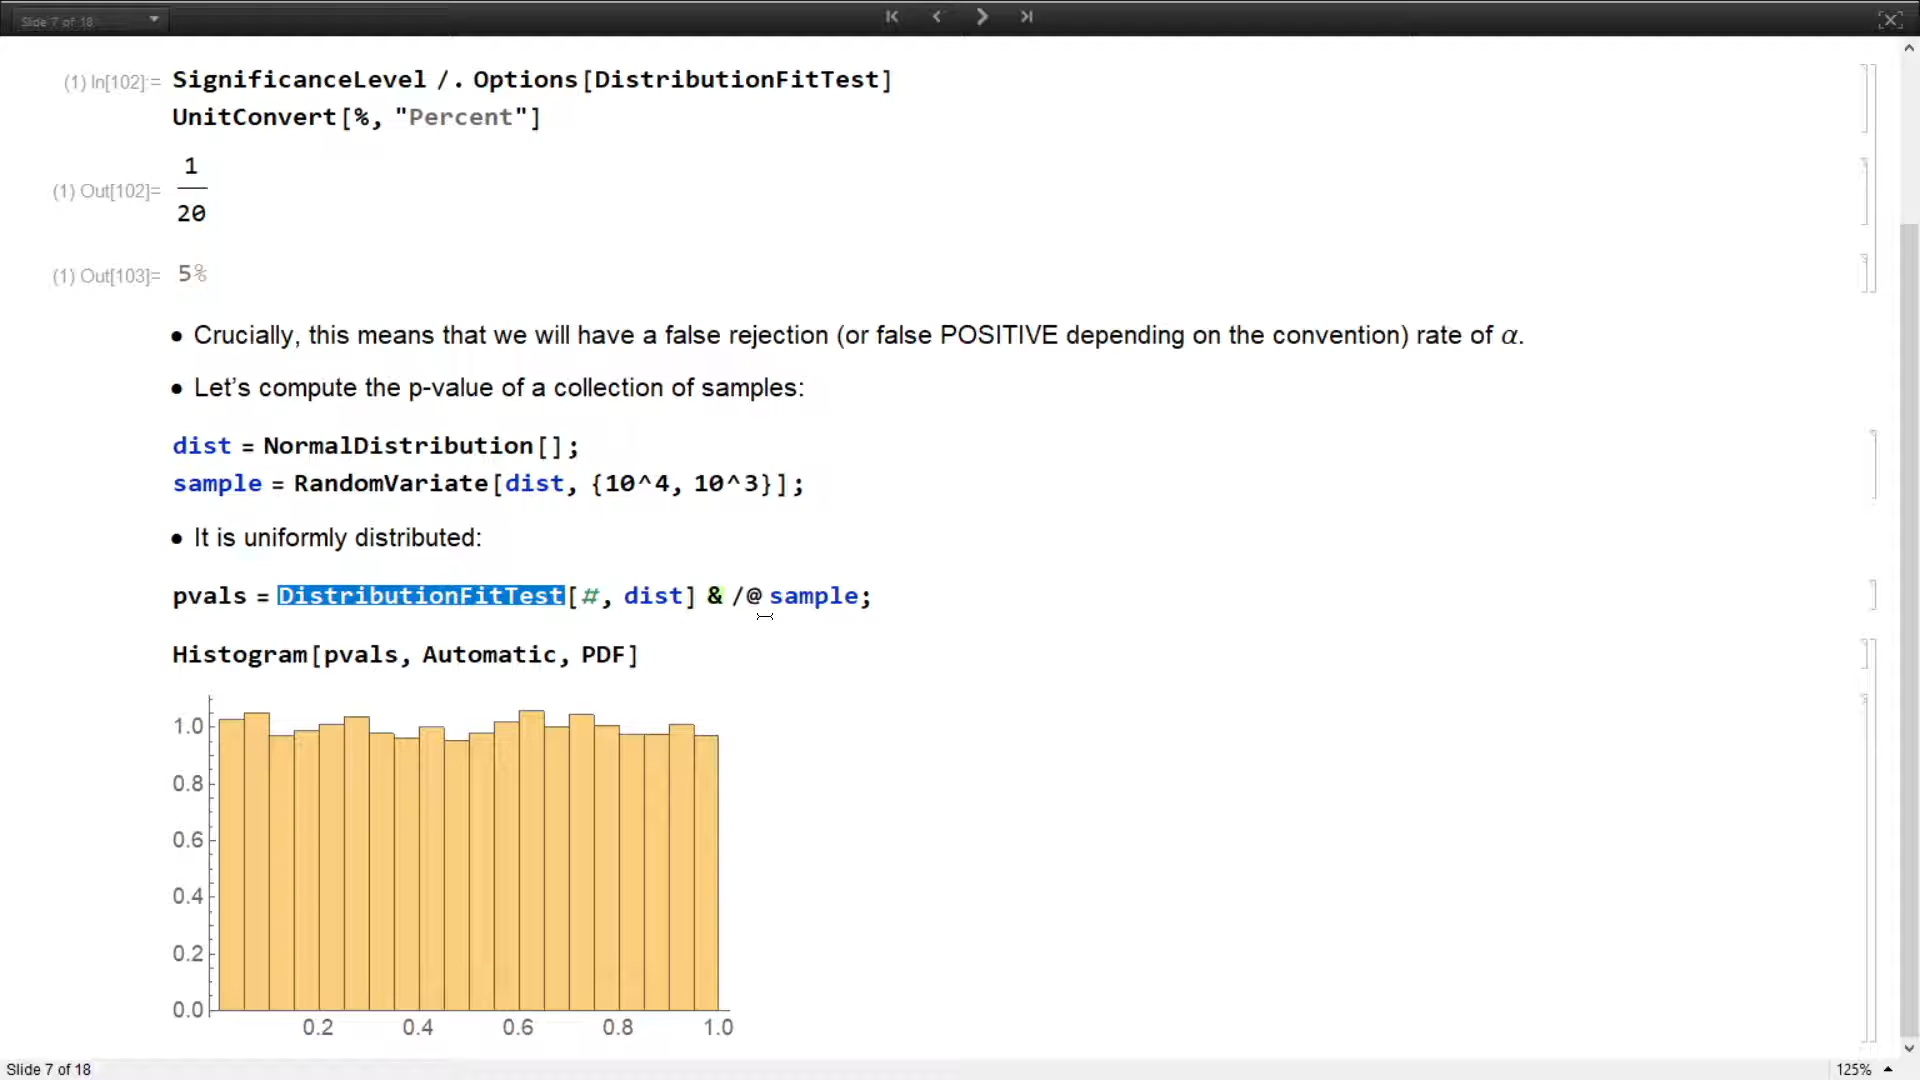 Slide 7 of 18
(1) In[102]:= SignificanceLevel /. Options[DistributionFitTest]
UnitConvert[%, "Percent"]
(1) Out[102]= 1
20
(1) Out[103]= 5%
• Crucially, this means that we will have a false rejection (or false POSITIVE depending on the convention) rate of α.
• Let's compute the p-value of a collection of samples:
dist = NormalDistribution[];
sample = RandomVariate[dist, {10^4, 10^3}];
• It is uniformly distributed:
pvals = DistributionFitTest[#, dist] & /@ sample;
Histogram[pvals, Automatic, PDF]
1.0
0.8
0.6
0.4
0.2
0.0
0.2 0.4 0.6 0.8 1.0
Slide 7 of 18 125%